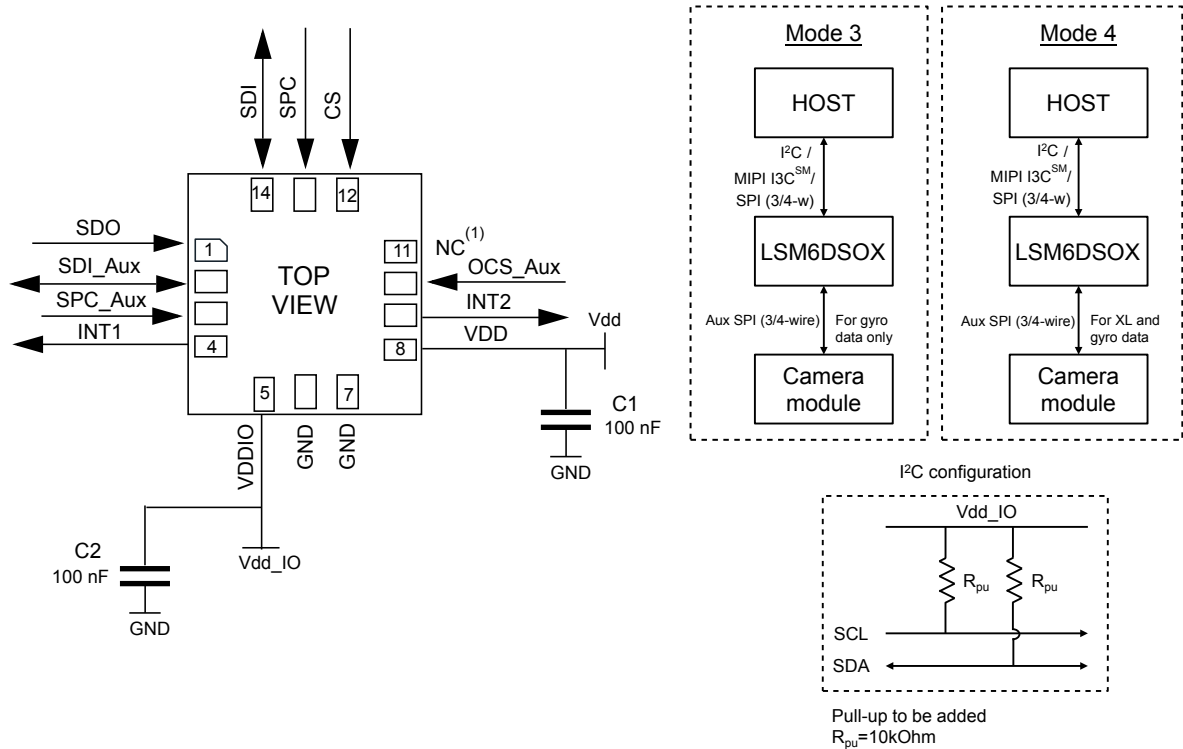 SDI
SPC
CS
14
12
SDO
SDI_Aux
SPC_Aux
INT1
1
4
TOP
VIEW
11
8
NC(1)
OCS_Aux
INT2
VDD
Vdd
5
7
VDDIO
GND
GND
C1
100 nF
GND
C2
100 nF
GND
Vdd_IO
Mode 3
HOST
I²C /
MIPI I3CSM/
SPI (3/4-w)
LSM6DSOX
Aux SPI (3/4-wire)
For gyro
data only
Camera
module
Mode 4
HOST
I²C /
MIPI I3CSM/
SPI (3/4-w)
LSM6DSOX
Aux SPI (3/4-wire)
For XL and
gyro data
Camera
module
I²C configuration
Vdd_IO
Rpu
Rpu
SCL
SDA
Pull-up to be added
Rpu=10kOhm